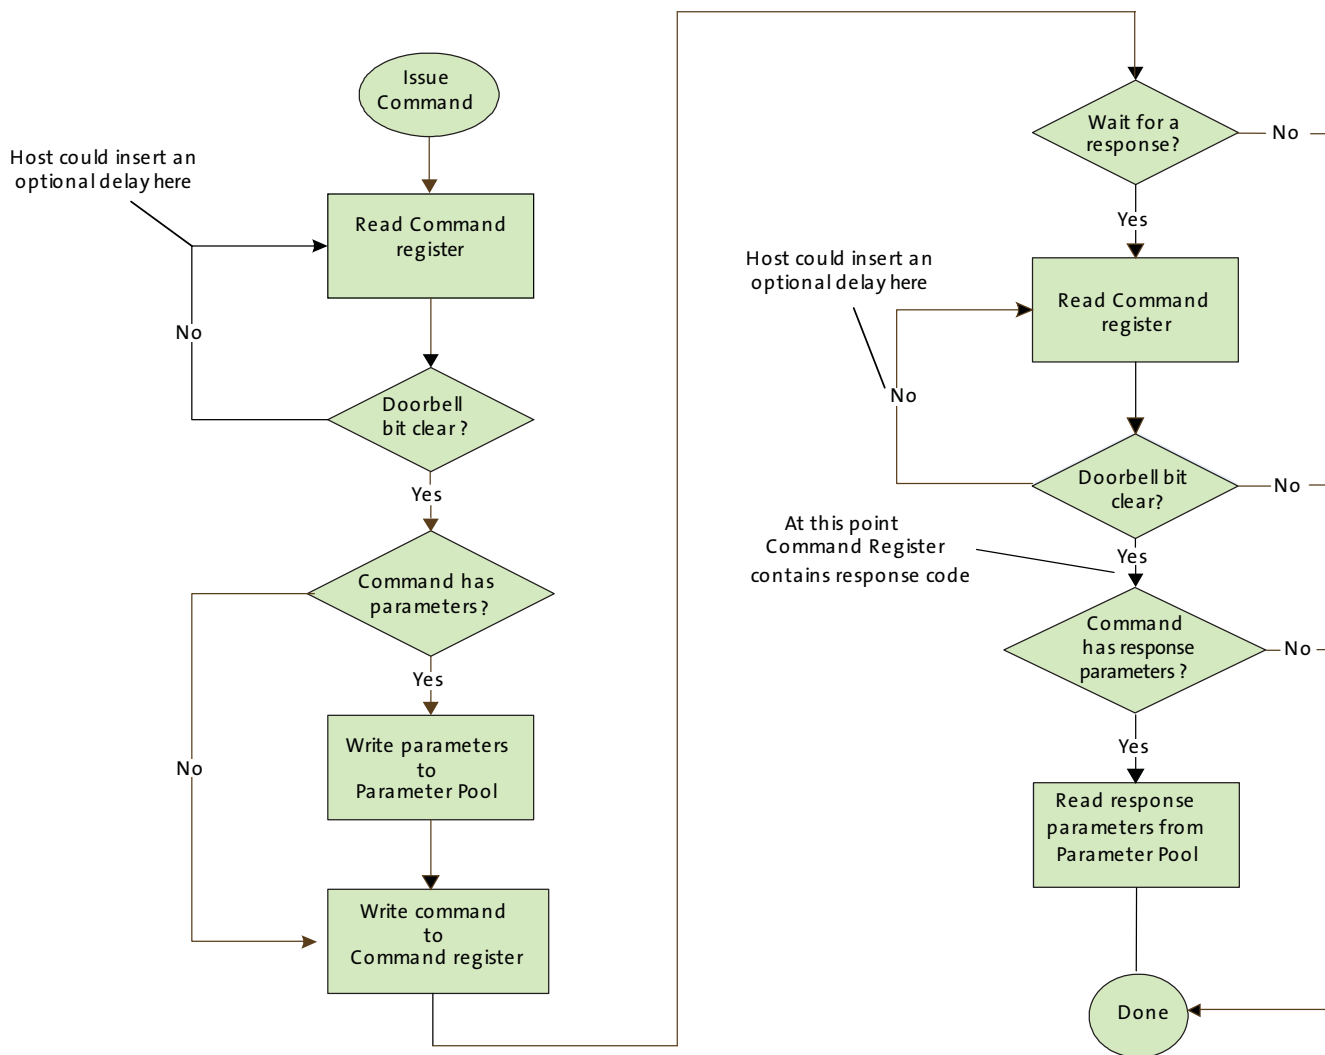 Issue
Command
Host could insert an
optional delay here
Read Command
register
No
Doorbell
bit clear ?
Yes
Command has
parameters ?
Yes
No
Write parameters
to
Parameter Pool
Write command
to
Command register
Wait for a
response?
No
Yes
Host could insert an
optional delay here
Read Command
register
No
Doorbell bit
clear?
No
At this point
Command Register
contains response code
Yes
Command
has response
parameters ?
No
Yes
Read response
parameters from
Parameter Pool
Done